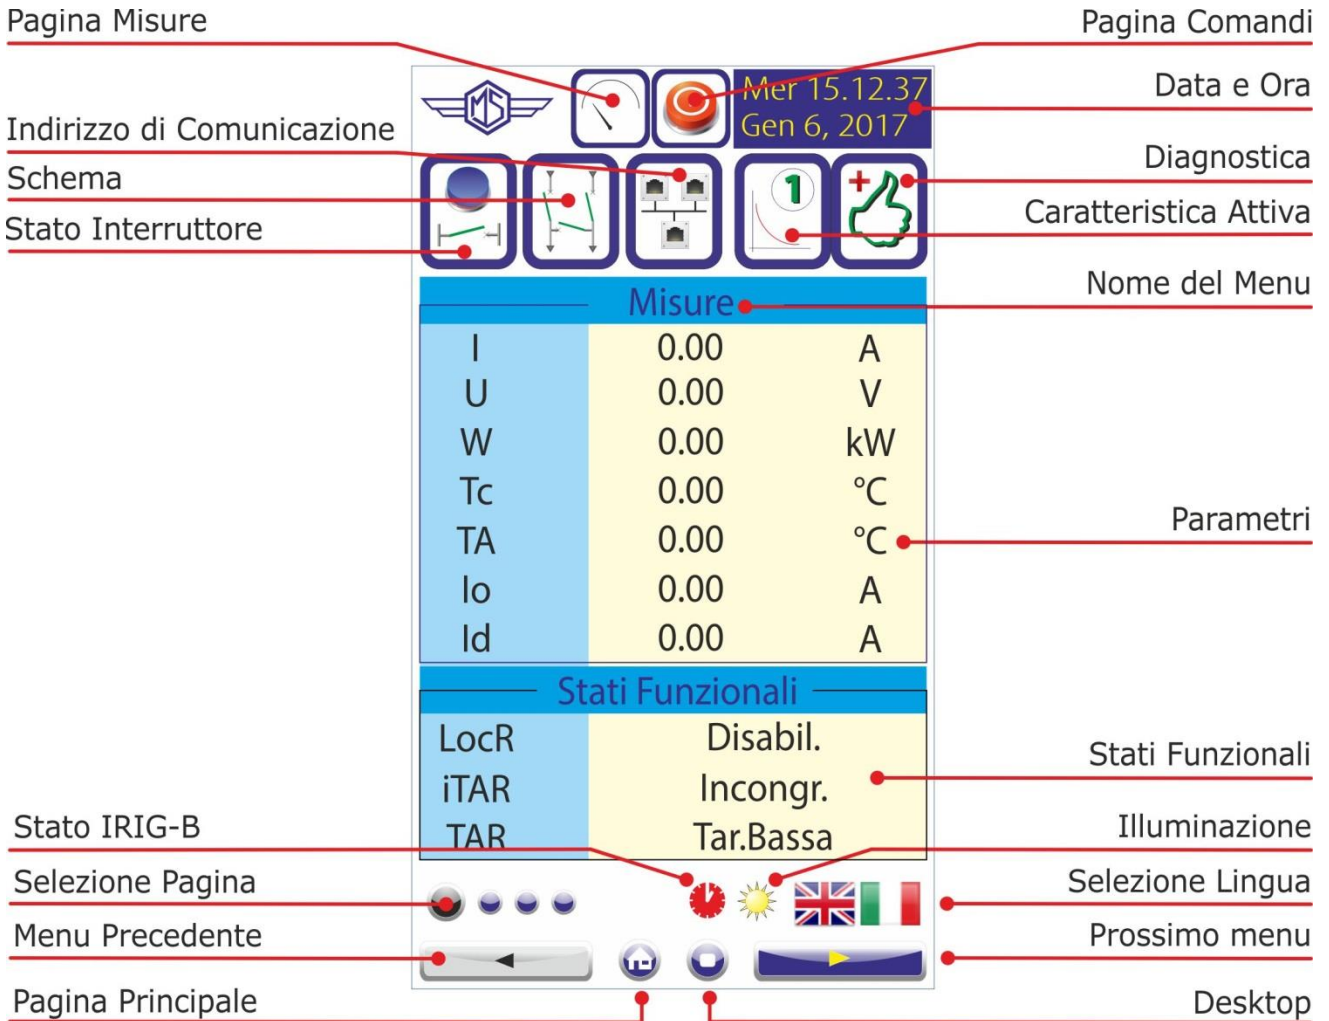 Pagina Misure
Pagina Comandi
MS
Mer 15.12.37
Gen 6, 2017
Data e Ora
Indirizzo di Comunicazione
Diagnostica
Schema
1
Caratteristica Attiva
Stato Interruttore
Nome del Menu
Misure
I 0.00 A
U 0.00 V
W 0.00 kW
Tc 0.00 °C
TA 0.00 °C
Parametri
Io 0.00 A
Id 0.00 A
Stati Funzionali
LocR Disabil.
Stati Funzionali
iTAR Incongr.
TAR Tar.Bassa
Stato IRIG-B
Illuminazione
Selezione Pagina
Selezione Lingua
Menu Precedente
Prossimo menu
Pagina Principale
Desktop